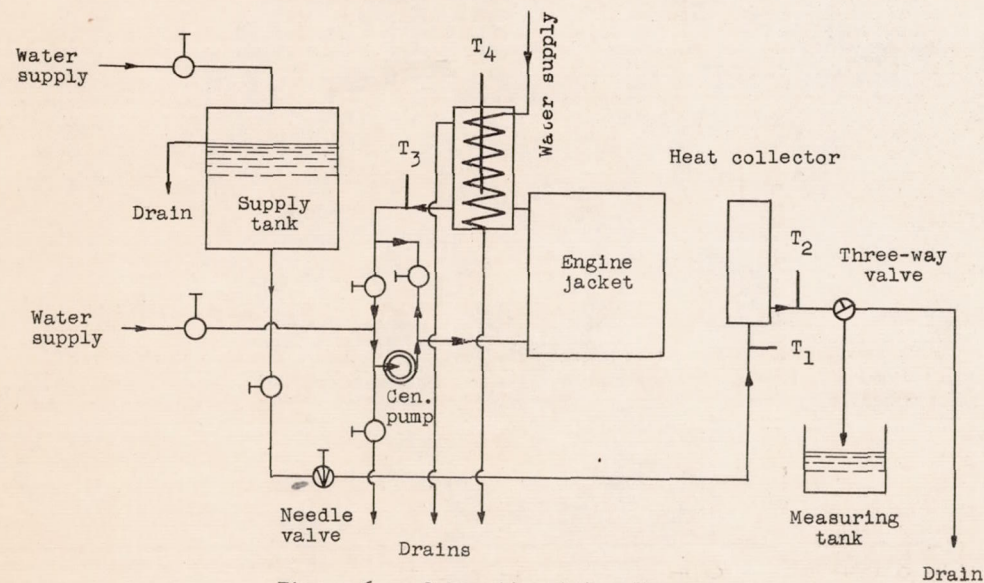 Water
supply
T4
Water supply
T3
Heat collector
Drain
Supply
tank
T2
Three-way
valve
Engine
jacket
Water
supply
T1
Cen.
pump
Needle
valve
Drains
Measuring
tank
Drain